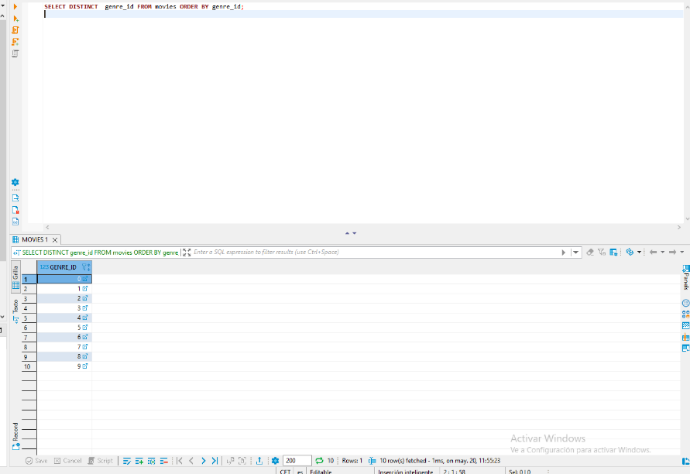 SELECT DISTINCT genre_id FROM movies ORDER BY genre_id;
MOVIES 1
SELECT DISTINCT genre_id FROM movies ORDER BY genre
Enter a SQL expression to filter results (use Ctrl+Space)
Grilla
Texto
Record
Panels
123 GENRE_ID
1 0
2 1
3 2
4 3
5 4
6 5
7 6
8 7
9 8
10 9
Activar Windows
Ve a Configuración para activar Windows.
Save Cancel Script 200 10 Rows: 1 10 row(s) fetched - 1ms, on may. 20, 11:55:23
CET es Editable Inserción inteligente Sel: 0 | 0